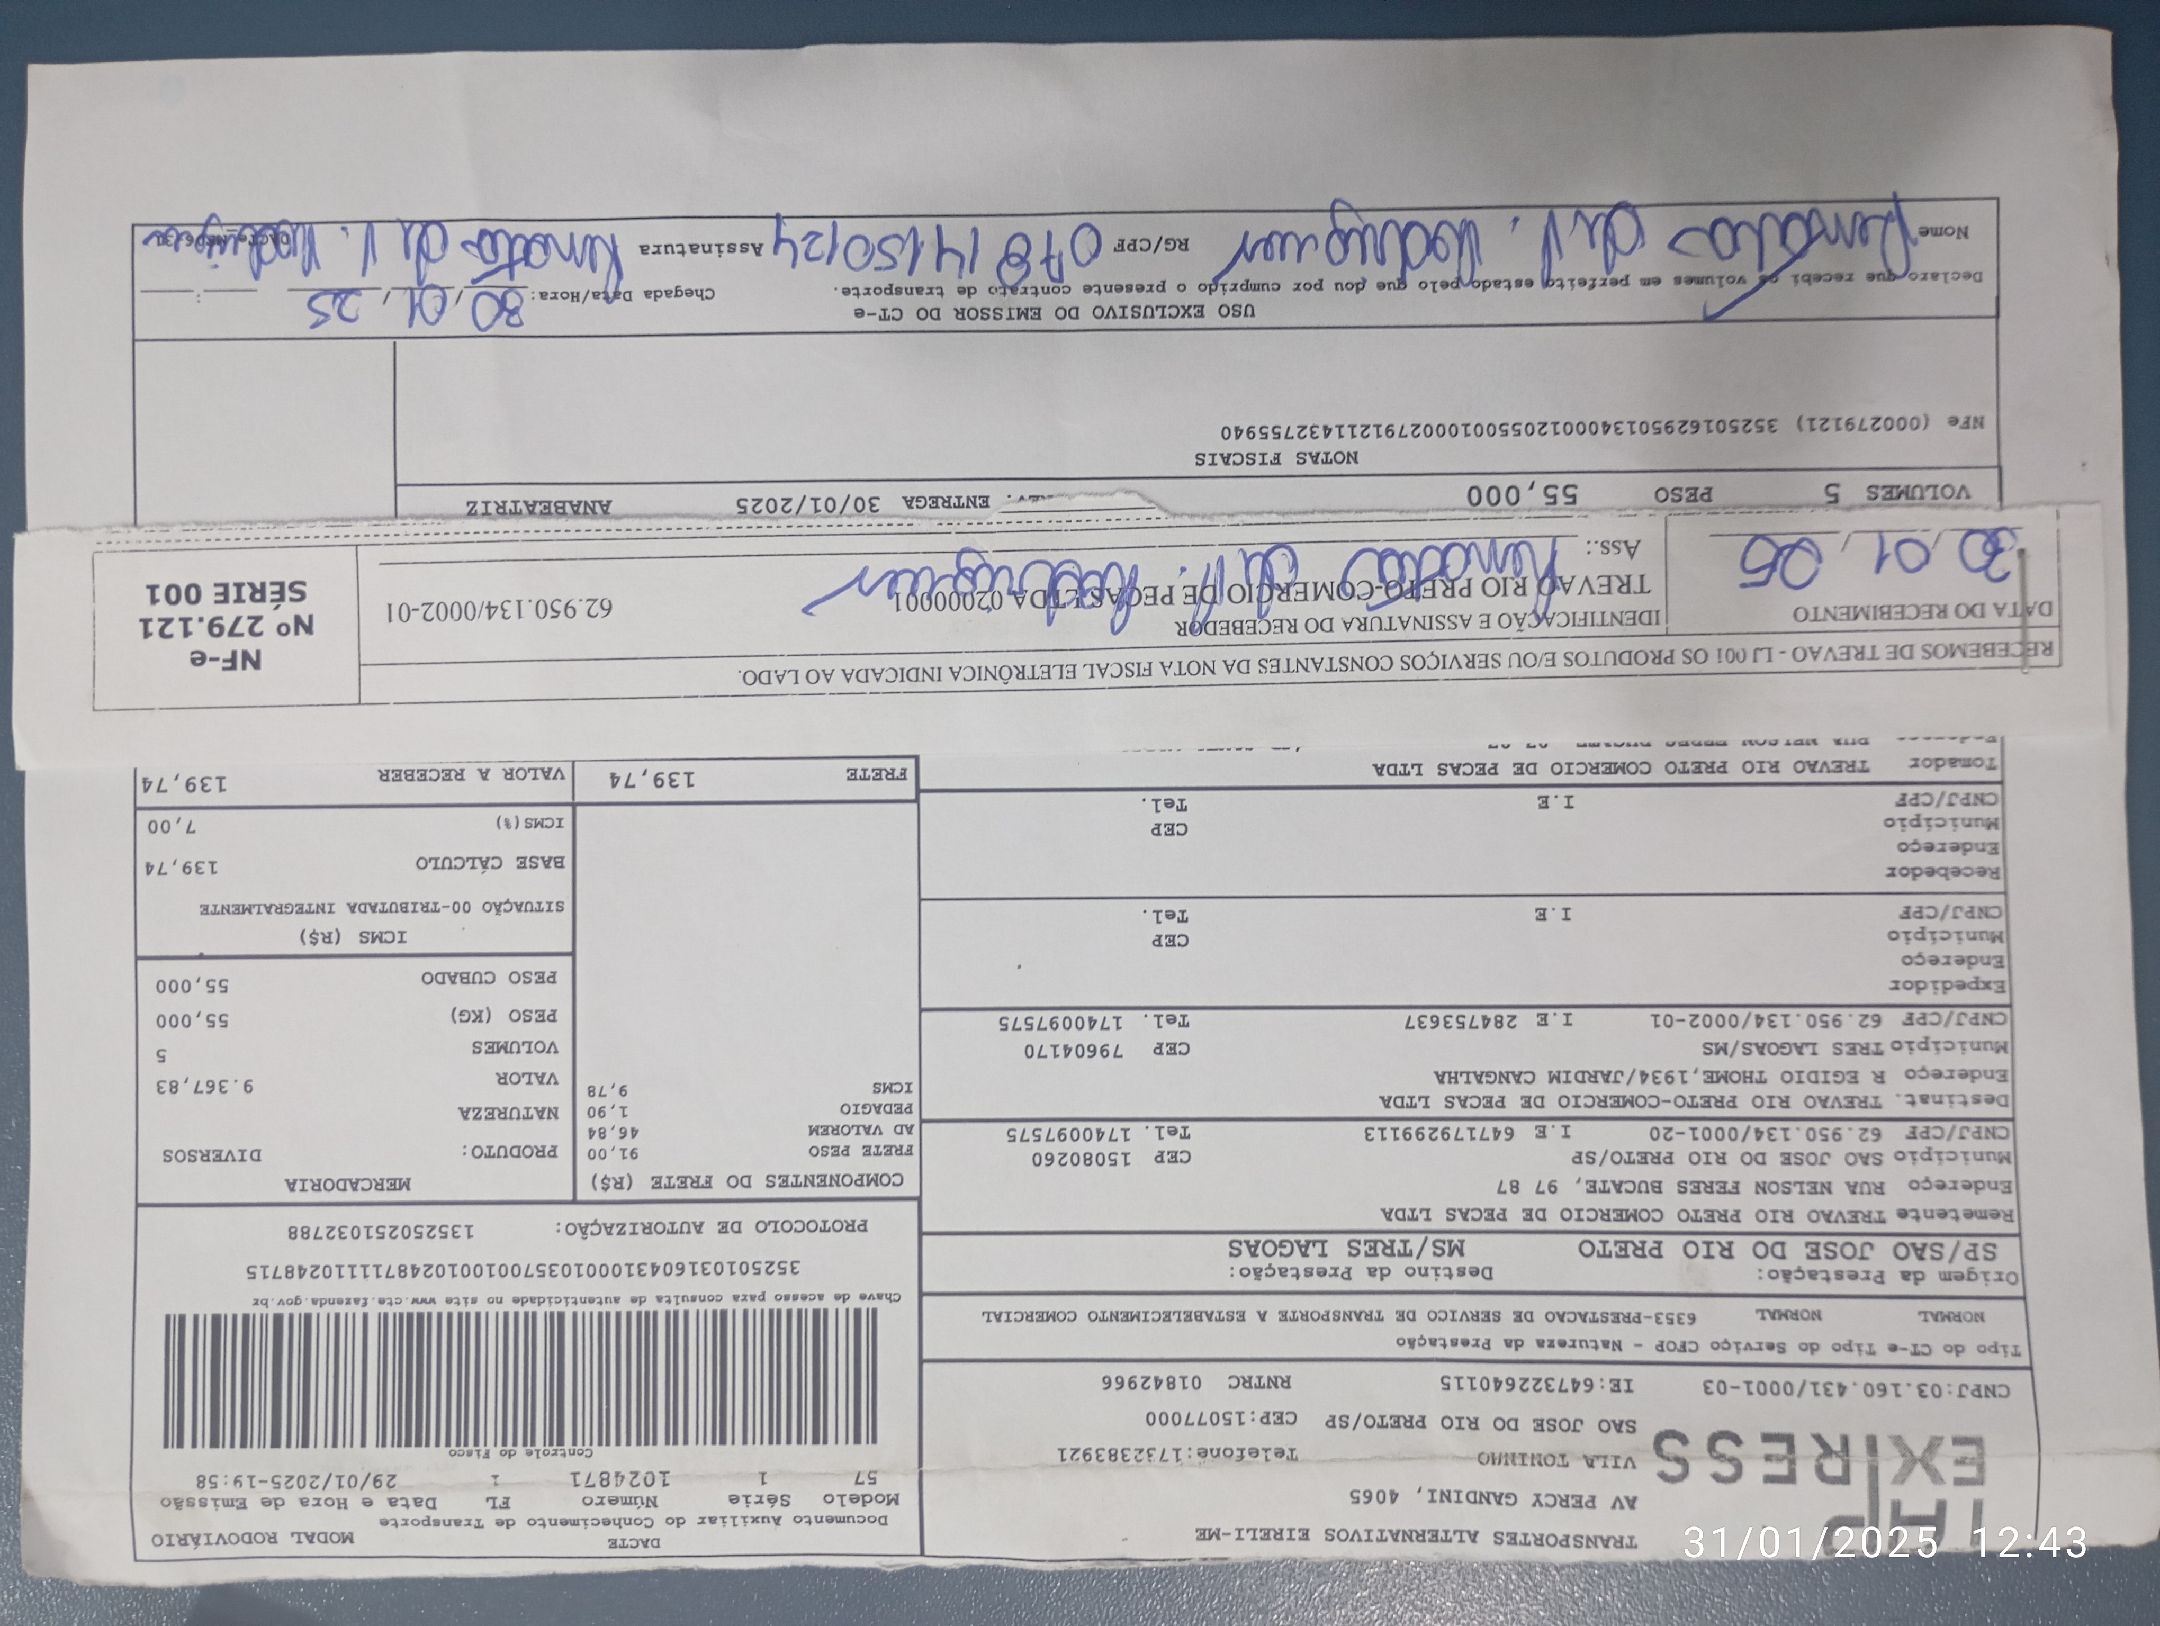 TAP
EXPRESS
TRANSPORTES ALTERNATIVOS EIRELI-ME
AV PERCY GANDINI, 4065
VILA TONINHO Telefone:1732383921
SAO JOSE DO RIO PRETO/SP CEP:15077000
CNPJ:03.160.431/0001-03 IE:647322640115 RNTRC 01842966
DACTE MODAL RODOVIÁRIO
Documento Auxiliar do Conhecimento de Transporte
Modelo Série Número FL Data e Hora de Emissão
57 1 1024871 1 29/01/2025-19:58
Controle do Fisco
Chave de acesso para consulta de autenticidade no site www.cte.fazenda.gov.br
35250103160431000103570010010248711110248715
PROTOCOLO DE AUTORIZAÇÃO: 135250251032788
Tipo do CT-e Tipo do Serviço CFOP - Natureza da Prestação
NORMAL NORMAL 6353-PRESTACAO DE SERVICO DE TRANSPORTE A ESTABELECIMENTO COMERCIAL
Origem da Prestação: Destino da Prestação:
SP/SAO JOSE DO RIO PRETO MS/TRES LAGOAS
Remetente TREVAO RIO PRETO COMERCIO DE PECAS LTDA
Endereço RUA NELSON FERES BUCATE, 97 87
Município SAO JOSE DO RIO PRETO/SP CEP 15080260
CNPJ/CPF 62.950.134/0001-20 I.E 647179299113 Tel. 1740097575
Destinat. TREVAO RIO PRETO-COMERCIO DE PECAS LTDA
Endereço R EGIDIO THOME,1934/JARDIM CANGALHA
Município TRES LAGOAS/MS CEP 79604170
CNPJ/CPF 62.950.134/0002-01 I.E 284753637 Tel. 1740097575
Expedidor
Endereço
Município CEP
CNPJ/CPF I.E Tel.
Recebedor
Endereço
Município CEP
CNPJ/CPF I.E Tel.
Tomador TREVAO RIO PRETO COMERCIO DE PECAS LTDA
COMPONENTES DO FRETE (R$)
FRETE PESO 91,00
AD VALOREM 46,84
PEDAGIO 1,90
ICMS 9,78
FRETE 139,74
MERCADORIA
PRODUTO: DIVERSOS
NATUREZA
VALOR 9.367,83
VOLUMES 5
PESO (KG) 55,000
PESO CUBADO 55,000
ICMS (R$)
SITUAÇÃO 00-TRIBUTADA INTEGRALMENTE
BASE CÁLCULO 139,74
ICMS(%) 7,00
VALOR A RECEBER 139,74
RECEBEMOS DE TREVAO - LJ 001 OS PRODUTOS E/OU SERVIÇOS CONSTANTES DA NOTA FISCAL ELETRÔNICA INDICADA AO LADO.
DATA DO RECEBIMENTO IDENTIFICAÇÃO E ASSINATURA DO RECEBEDOR
TREVAO RIO PRETO-COMERCIO DE PECAS LTDA 02000001 62.950.134/0002-01
30/01/25 Ass.: Renato de V. Rodrigues
NF-e
Nº 279.121
SÉRIE 001
VOLUMES 5 PESO 55,000 ENTREGA 30/01/2025 ANABEATRIZ
NOTAS FISCAIS
NFe (000279121) 35250162950134000120550010002791211432755940
USO EXCLUSIVO DO EMISSOR DO CT-e
Declaro que recebi os volumes em perfeito estado pelo que dou por cumprido o presente contrato de transporte.
Chegada Data/Hora: 30/01/25 __:__
Nome Renato de V. Rodrigues RG/CPF 07814150124 Assinatura Renato de V. Rodrigues
31/01/2025 12:43